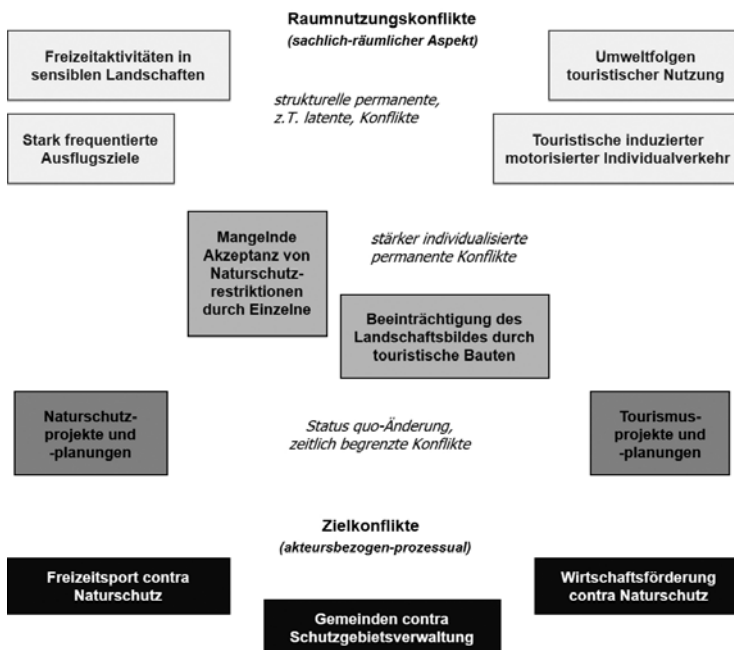 Raumnutzungskonflikte
(sachlich-räumlicher Aspekt)
Freizeitaktivitäten in
sensiblen Landschaften
Umweltfolgen
touristischer Nutzung
strukturelle permanente,
z.T. latente, Konflikte
Stark frequentierte
Ausflugsziele
Touristische induzierter
motorisierter Individualverkehr
Mangelnde
Akzeptanz von
Naturschutz-
restriktionen
durch Einzelne
stärker individualisierte
permanente Konflikte
Beeinträchtigung des
Landschaftsbildes durch
touristische Bauten
Naturschutz-
projekte und
-planungen
Status quo-Änderung,
zeitlich begrenzte Konflikte
Tourismus-
projekte und
-planungen
Zielkonflikte
(akteursbezogen-prozessual)
Freizeitsport contra
Naturschutz
Wirtschaftsförderung
contra Naturschutz
Gemeinden contra
Schutzgebietsverwaltung